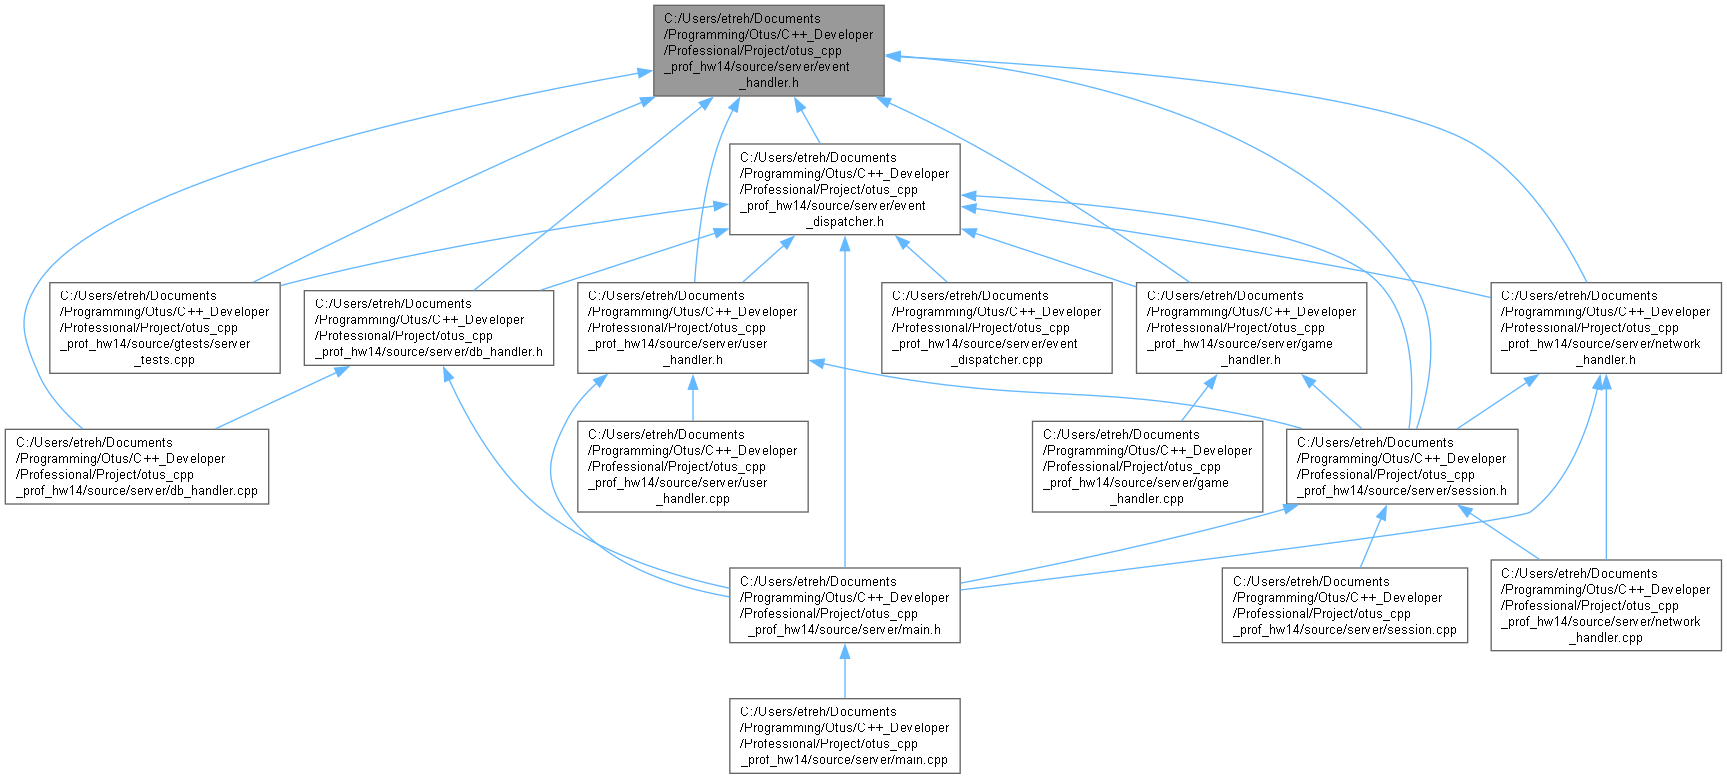 C:/Users/etreh/Documents
/Programming/Otus/C++_Developer
/Professional/Project/otus_cpp
_prof_hw14/source/server/event
_handler.h
C:/Users/etreh/Documents
/Programming/Otus/C++_Developer
/Professional/Project/otus_cpp
_prof_hw14/source/server/event
_dispatcher.h
C:/Users/etreh/Documents
/Programming/Otus/C++_Developer
/Professional/Project/otus_cpp
_prof_hw14/source/gtests/server
_tests.cpp
C:/Users/etreh/Documents
/Programming/Otus/C++_Developer
/Professional/Project/otus_cpp
_prof_hw14/source/server/db_handler.h
C:/Users/etreh/Documents
/Programming/Otus/C++_Developer
/Professional/Project/otus_cpp
_prof_hw14/source/server/user
_handler.h
C:/Users/etreh/Documents
/Programming/Otus/C++_Developer
/Professional/Project/otus_cpp
_prof_hw14/source/server/event
_dispatcher.cpp
C:/Users/etreh/Documents
/Programming/Otus/C++_Developer
/Professional/Project/otus_cpp
_prof_hw14/source/server/game
_handler.h
C:/Users/etreh/Documents
/Programming/Otus/C++_Developer
/Professional/Project/otus_cpp
_prof_hw14/source/server/network
_handler.h
C:/Users/etreh/Documents
/Programming/Otus/C++_Developer
/Professional/Project/otus_cpp
_prof_hw14/source/server/db_handler.cpp
C:/Users/etreh/Documents
/Programming/Otus/C++_Developer
/Professional/Project/otus_cpp
_prof_hw14/source/server/user
_handler.cpp
C:/Users/etreh/Documents
/Programming/Otus/C++_Developer
/Professional/Project/otus_cpp
_prof_hw14/source/server/game
_handler.cpp
C:/Users/etreh/Documents
/Programming/Otus/C++_Developer
/Professional/Project/otus_cpp
_prof_hw14/source/server/session.h
C:/Users/etreh/Documents
/Programming/Otus/C++_Developer
/Professional/Project/otus_cpp
_prof_hw14/source/server/main.h
C:/Users/etreh/Documents
/Programming/Otus/C++_Developer
/Professional/Project/otus_cpp
_prof_hw14/source/server/session.cpp
C:/Users/etreh/Documents
/Programming/Otus/C++_Developer
/Professional/Project/otus_cpp
_prof_hw14/source/server/network
_handler.cpp
C:/Users/etreh/Documents
/Programming/Otus/C++_Developer
/Professional/Project/otus_cpp
_prof_hw14/source/server/main.cpp